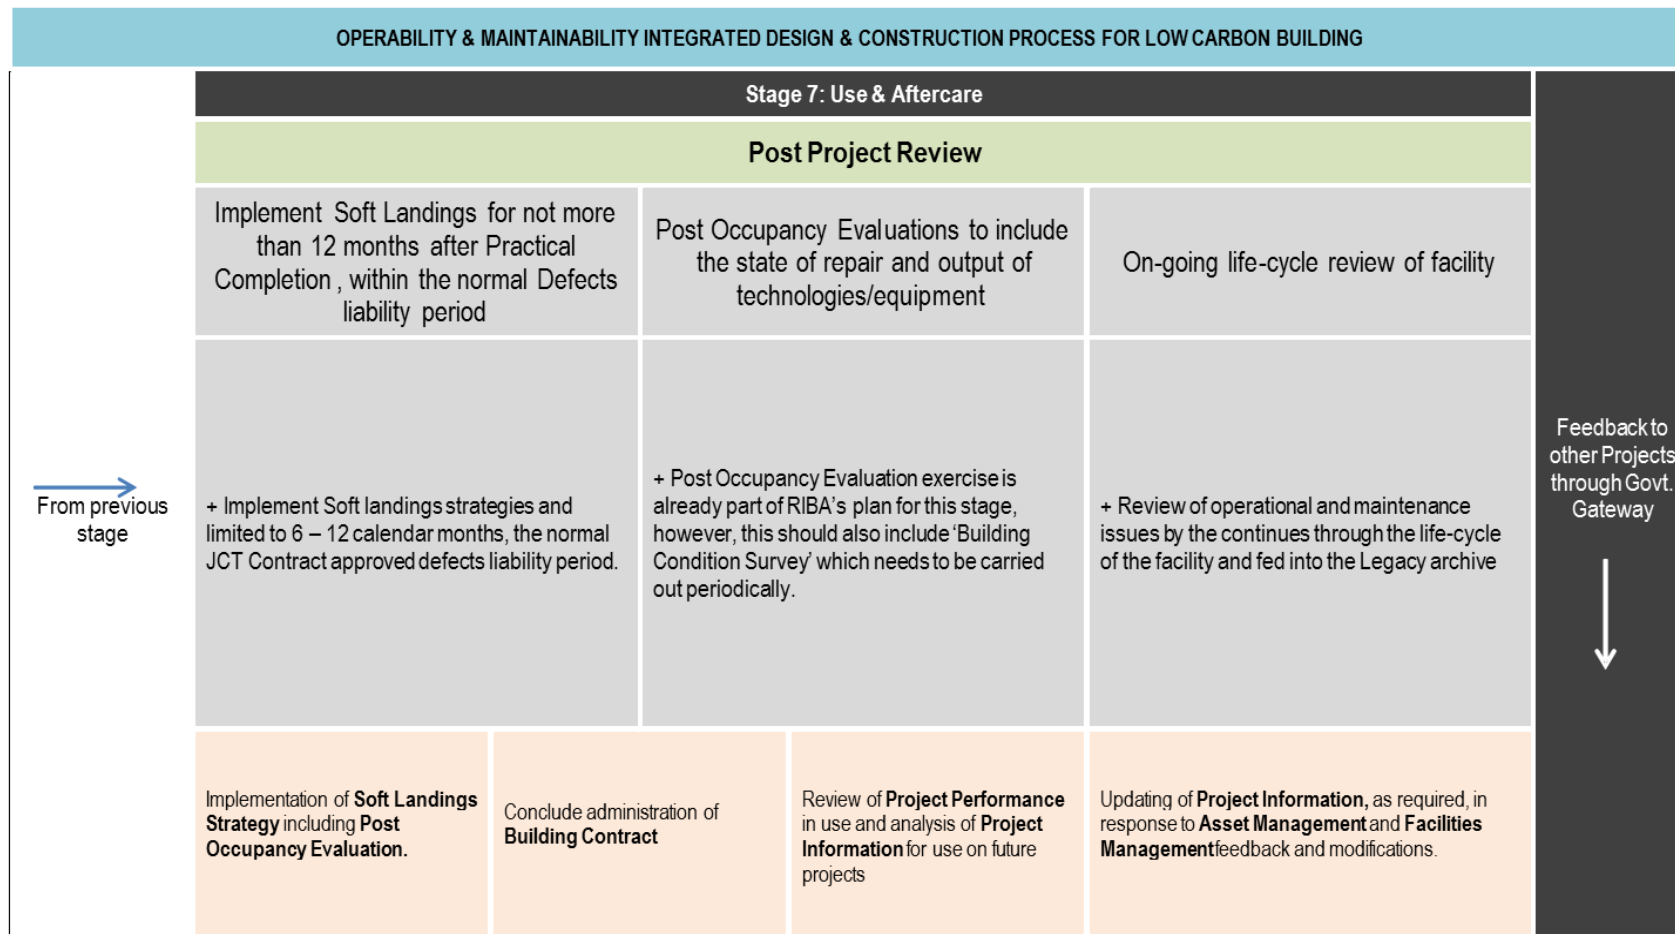 OPERABILITY & MAINTAINABILITY INTEGRATED DESIGN & CONSTRUCTION PROCESS FOR LOW CARBON BUILDING
Stage 7: Use & Aftercare
Post Project Review
Implement Soft Landings for not more
than 12 months after Practical
Completion , within the normal Defects
liability period
Post Occupancy Evaluations to include
the state of repair and output of
technologies/equipment
On-going life-cycle review of facility
From previous
stage
+ Implement Soft landings strategies and
limited to 6 – 12 calendar months, the normal
JCT Contract approved defects liability period.
+ Post Occupancy Evaluation exercise is
already part of RIBA’s plan for this stage,
however, this should also include ‘Building
Condition Survey’ which needs to be carried
out periodically.
+ Review of operational and maintenance
issues by the continues through the life-cycle
of the facility and fed into the Legacy archive
Feedback to
other Projects
through Govt.
Gateway
Implementation of Soft Landings
Strategy including Post
Occupancy Evaluation.
Conclude administration of
Building Contract
Review of Project Performance
in use and analysis of Project
Information for use on future
projects
Updating of Project Information, as required, in
response to Asset Management and Facilities
Management feedback and modifications.